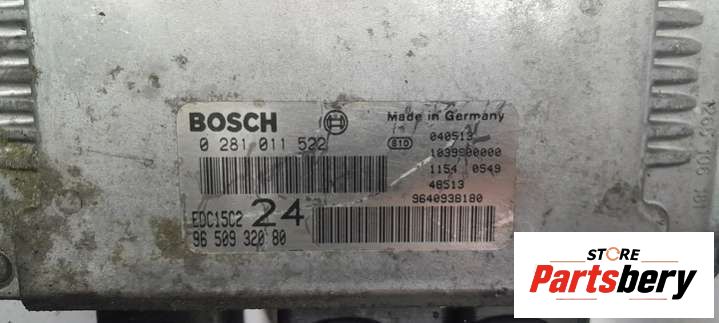 BOSCH
Made in Germany
0 281 011 522
040513
S10
1154 0549
48513
9640938180
EDC15C2
24
96 509 320 80
STORE
Partsbery